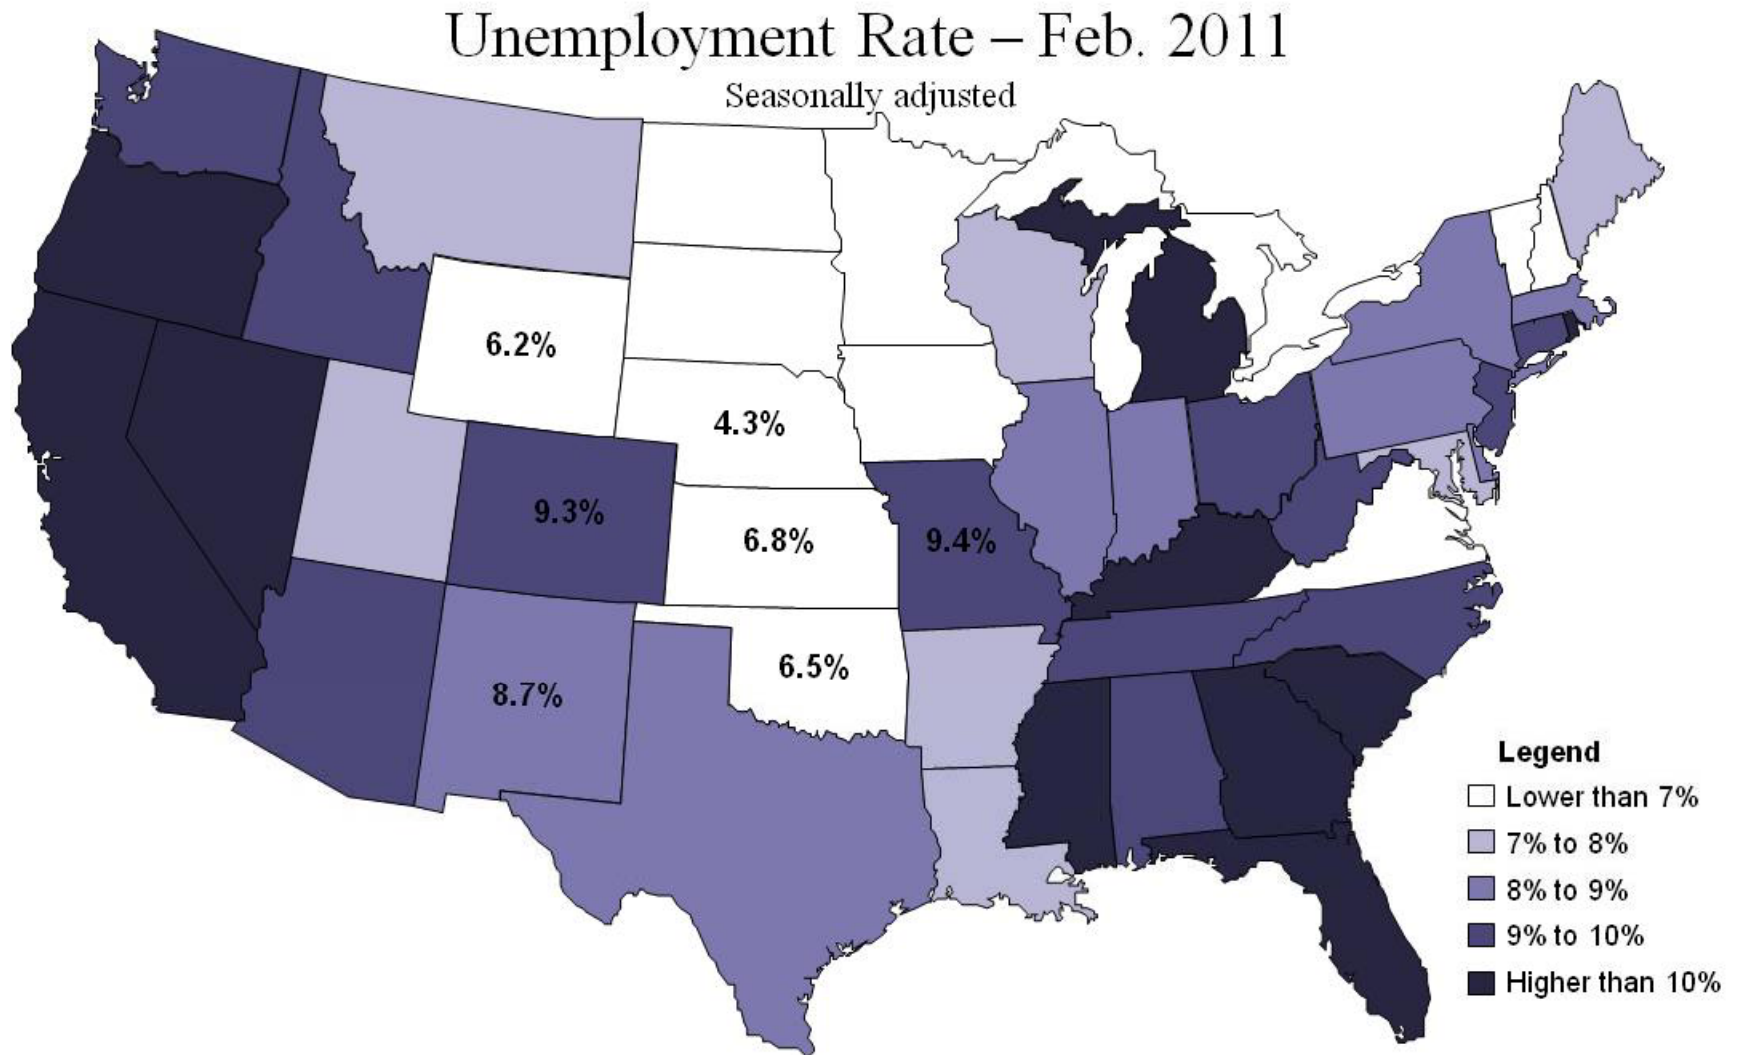 Unemployment Rate – Feb. 2011
Seasonally adjusted
6.2%
4.3%
9.3%
6.8%
9.4%
6.5%
8.7%
Legend
Lower than 7%
7% to 8%
8% to 9%
9% to 10%
Higher than 10%